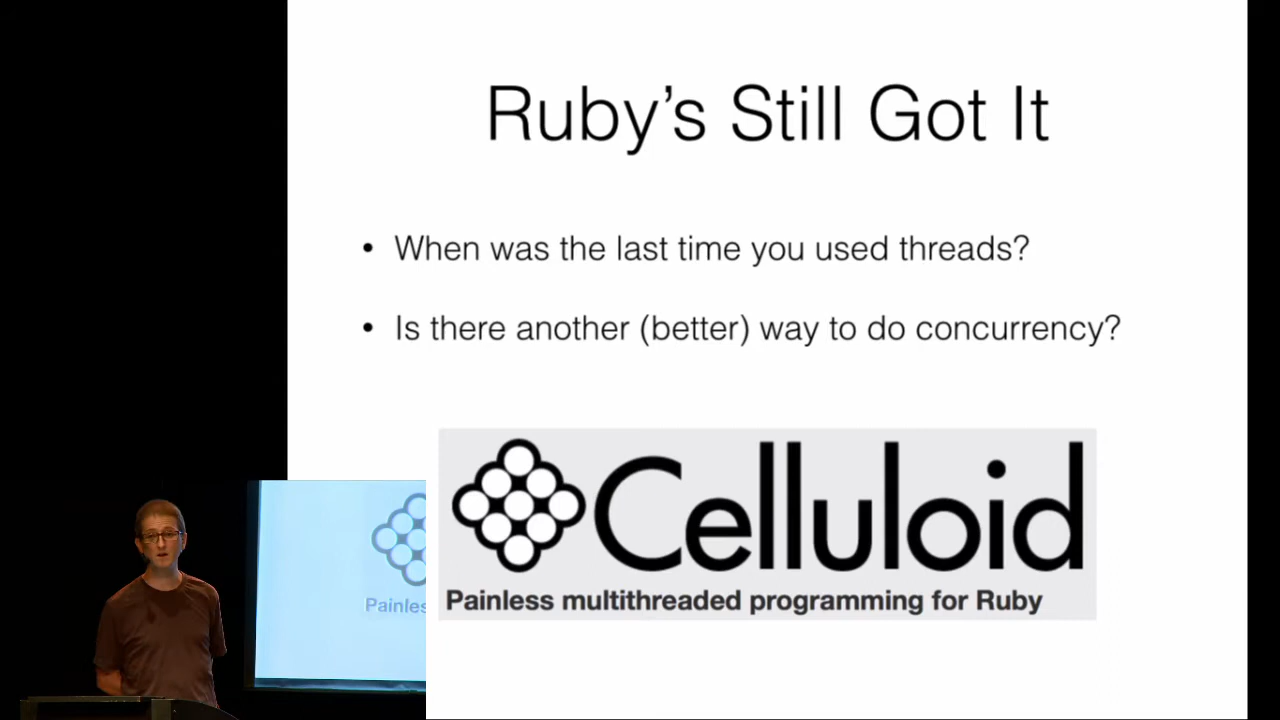 Ruby's Still Got It
• When was the last time you used threads?
• Is there another (better) way to do concurrency?
Celluloid
Painless multithreaded programming for Ruby
Painles